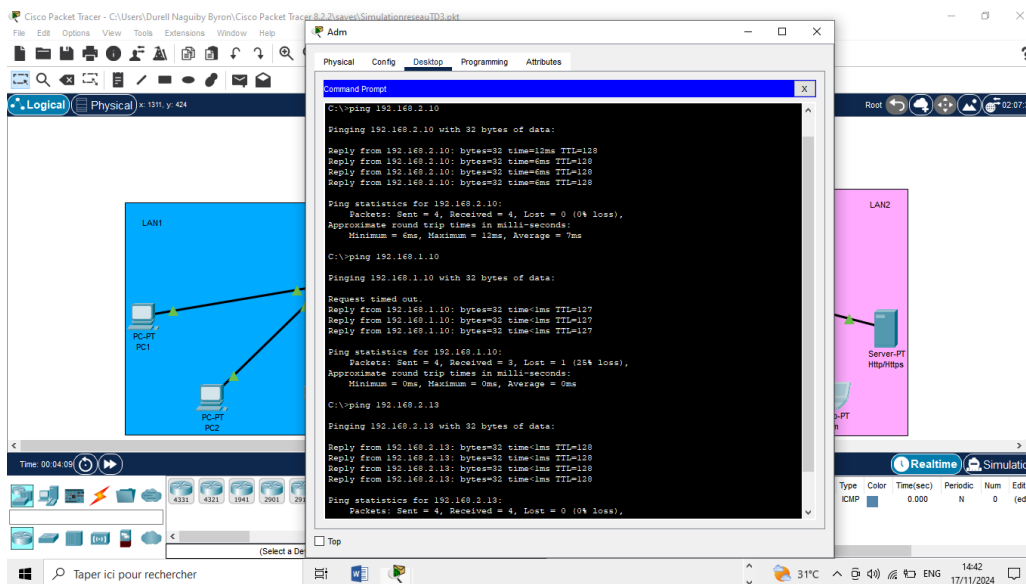 Cisco Packet Tracer - C:\Users\Durell Naguiby Byron\Cisco Packet Tracer 8.2.2\saves\SimulationreseauTD3.pkt
File Edit Options View Tools Extensions Window Help
Logical Physical x: 1311, y: 424
Root 02:07:
LAN1
PC-PT
PC1
PC-PT
PC2
Adm
Physical Config Desktop Programming Attributes
Command Prompt X
C:\>ping 192.168.2.10
Pinging 192.168.2.10 with 32 bytes of data:
Reply from 192.168.2.10: bytes=32 time=12ms TTL=128
Reply from 192.168.2.10: bytes=32 time=6ms TTL=128
Reply from 192.168.2.10: bytes=32 time=6ms TTL=128
Reply from 192.168.2.10: bytes=32 time=6ms TTL=128
Ping statistics for 192.168.2.10:
Packets: Sent = 4, Received = 4, Lost = 0 (0% loss),
Approximate round trip times in milli-seconds:
Minimum = 6ms, Maximum = 12ms, Average = 7ms
C:\>ping 192.168.1.10
Pinging 192.168.1.10 with 32 bytes of data:
Request timed out.
Reply from 192.168.1.10: bytes=32 time<1ms TTL=127
Reply from 192.168.1.10: bytes=32 time<1ms TTL=127
Reply from 192.168.1.10: bytes=32 time<1ms TTL=127
Ping statistics for 192.168.1.10:
Packets: Sent = 4, Received = 3, Lost = 1 (25% loss),
Approximate round trip times in milli-seconds:
Minimum = 0ms, Maximum = 0ms, Average = 0ms
C:\>ping 192.168.2.13
Pinging 192.168.2.13 with 32 bytes of data:
Reply from 192.168.2.13: bytes=32 time<1ms TTL=128
Reply from 192.168.2.13: bytes=32 time<1ms TTL=128
Reply from 192.168.2.13: bytes=32 time<1ms TTL=128
Reply from 192.168.2.13: bytes=32 time<1ms TTL=128
Ping statistics for 192.168.2.13:
Packets: Sent = 4, Received = 4, Lost = 0 (0% loss),
Top
LAN2
Server-PT
Http/Https
-PT
Time: 00:04:09
Realtime Simulatio
4331 4321 1941 2901 291
(Select a De
Type Color Time(sec) Periodic Num Edit
ICMP 0.000 N 0 (ed
Taper ici pour rechercher
31°C ENG 14:42
17/11/2024